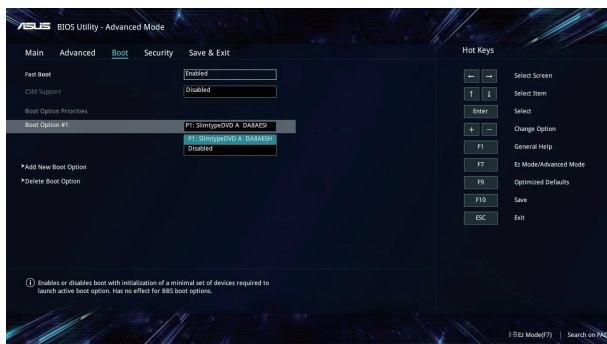 ASUS BIOS Utility - Advanced Mode
Main Advanced Boot Security Save & Exit
Hot Keys
Fast Boot Enabled
CSM Support Disabled
Boot Option Priorities
Boot Option #1 P1: SlimtypeDVD A DA8AESI
P1: SlimtypeDVD A DA8AESH
Disabled
Add New Boot Option
Delete Boot Option
← → Select Screen
↑ ↓ Select Item
Enter Select
+ − Change Option
F1 General Help
F7 Ez Mode/Advanced Mode
F9 Optimized Defaults
F10 Save
ESC Exit
Enables or disables boot with initialization of a minimal set of devices required to
launch active boot option. Has no effect for BBS boot options.
Ez Mode(F7) | Search on FAQ